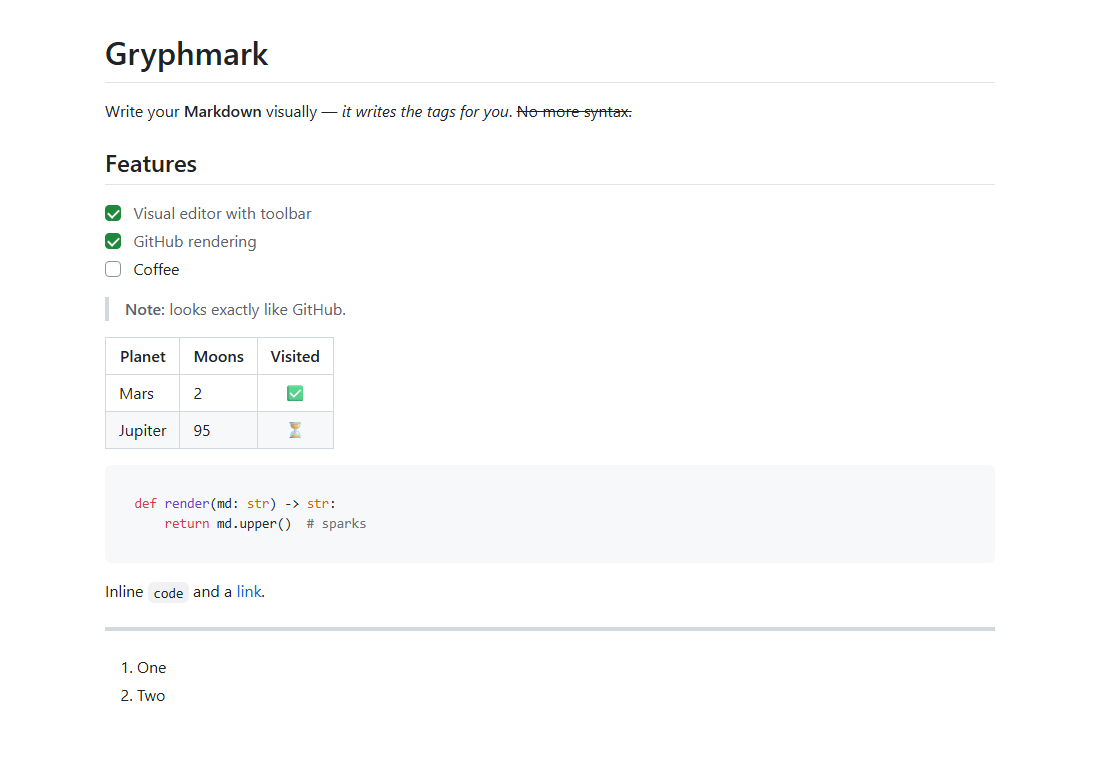 Gryphmark
Write your Markdown visually — it writes the tags for you. No more syntax.
Features
Visual editor with toolbar
GitHub rendering
Coffee
Note: looks exactly like GitHub.
Planet Moons Visited
Mars 2 ✅
Jupiter 95 ⏳
def render(md: str) -> str:
    return md.upper()  # sparks
Inline code and a link.
1. One
2. Two